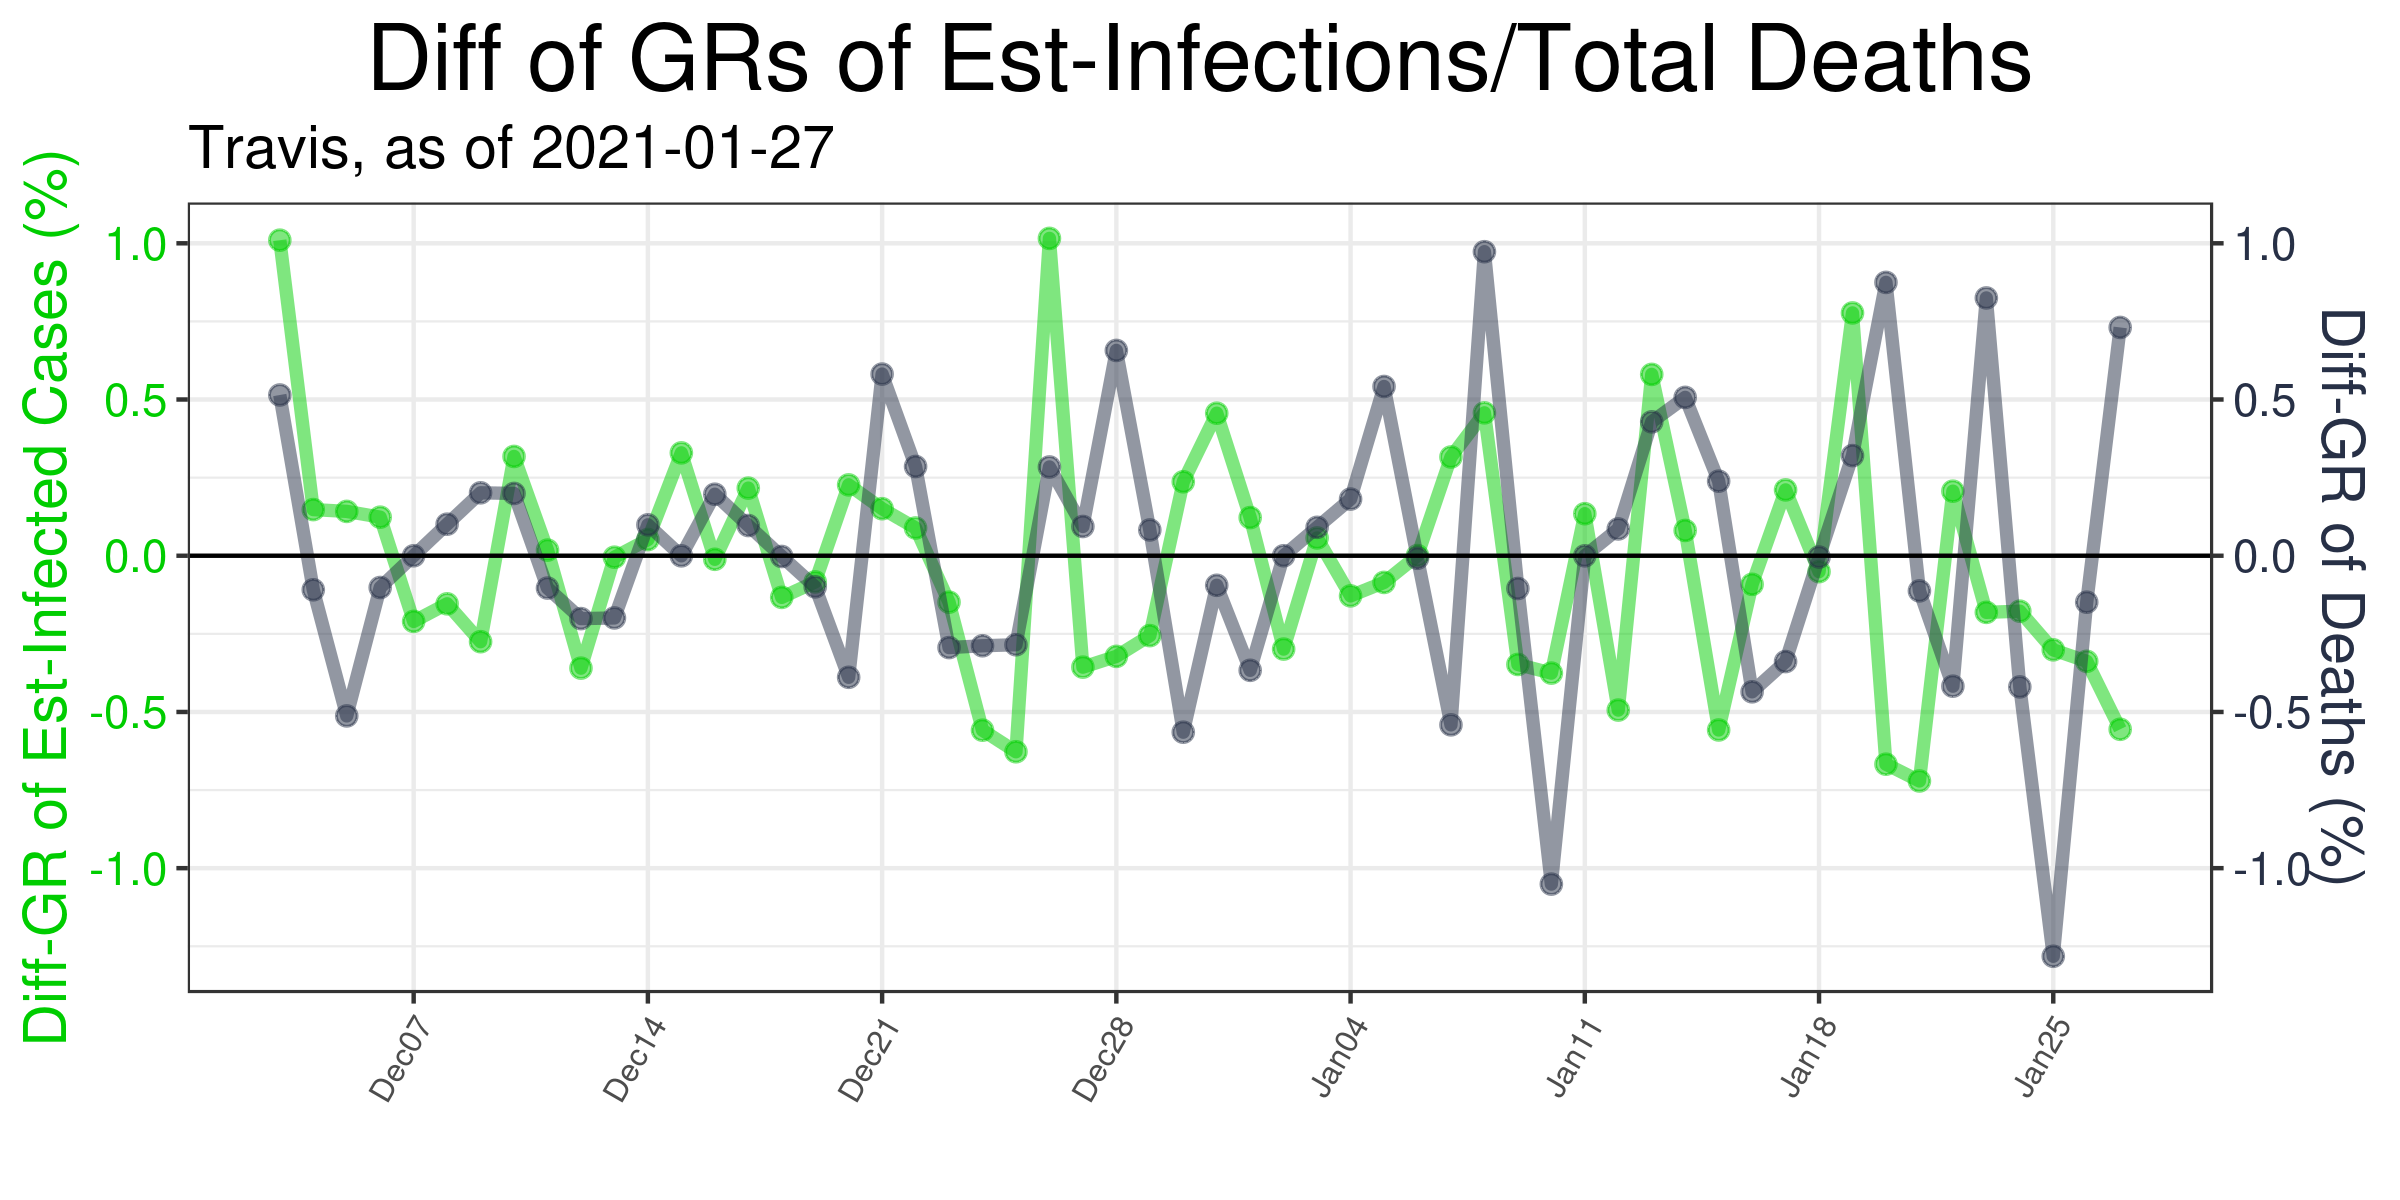 Diff of GRs of Est-Infections/Total Deaths
Travis, as of 2021-01-27
Diff-GR of Est-Infected Cases (%)
1.0
0.5
0.0
-0.5
-1.0
1.0
0.5
0.0
-0.5
-1.0
Diff-GR of Deaths (%)
Dec07
Dec14
Dec21
Dec28
Jan04
Jan11
Jan18
Jan25